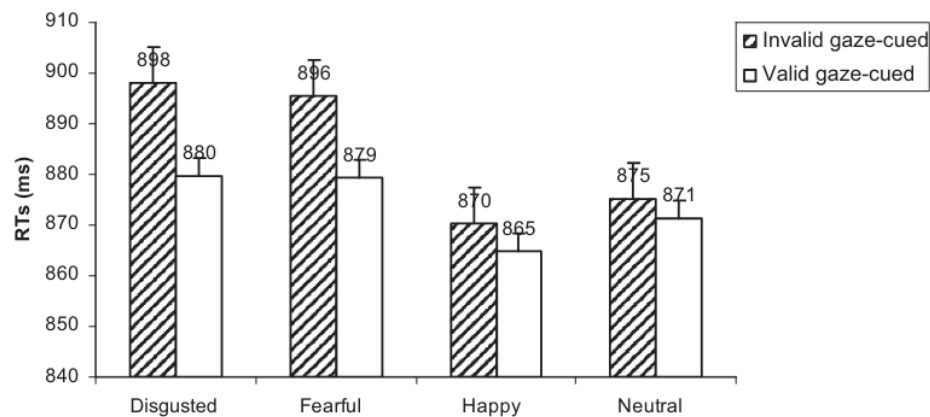 910
900
890
880
870
860
850
840
RTs (ms)
898
880
896
879
870
865
875
871
Disgusted
Fearful
Happy
Neutral
Invalid gaze-cued
Valid gaze-cued